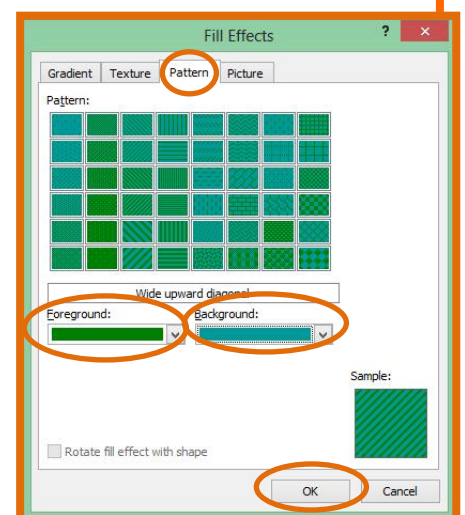 Fill Effects
?
Gradient Texture Pattern Picture
Pattern:
Wide upward diagonal
Foreground: Background:
Sample:
Rotate fill effect with shape
OK Cancel